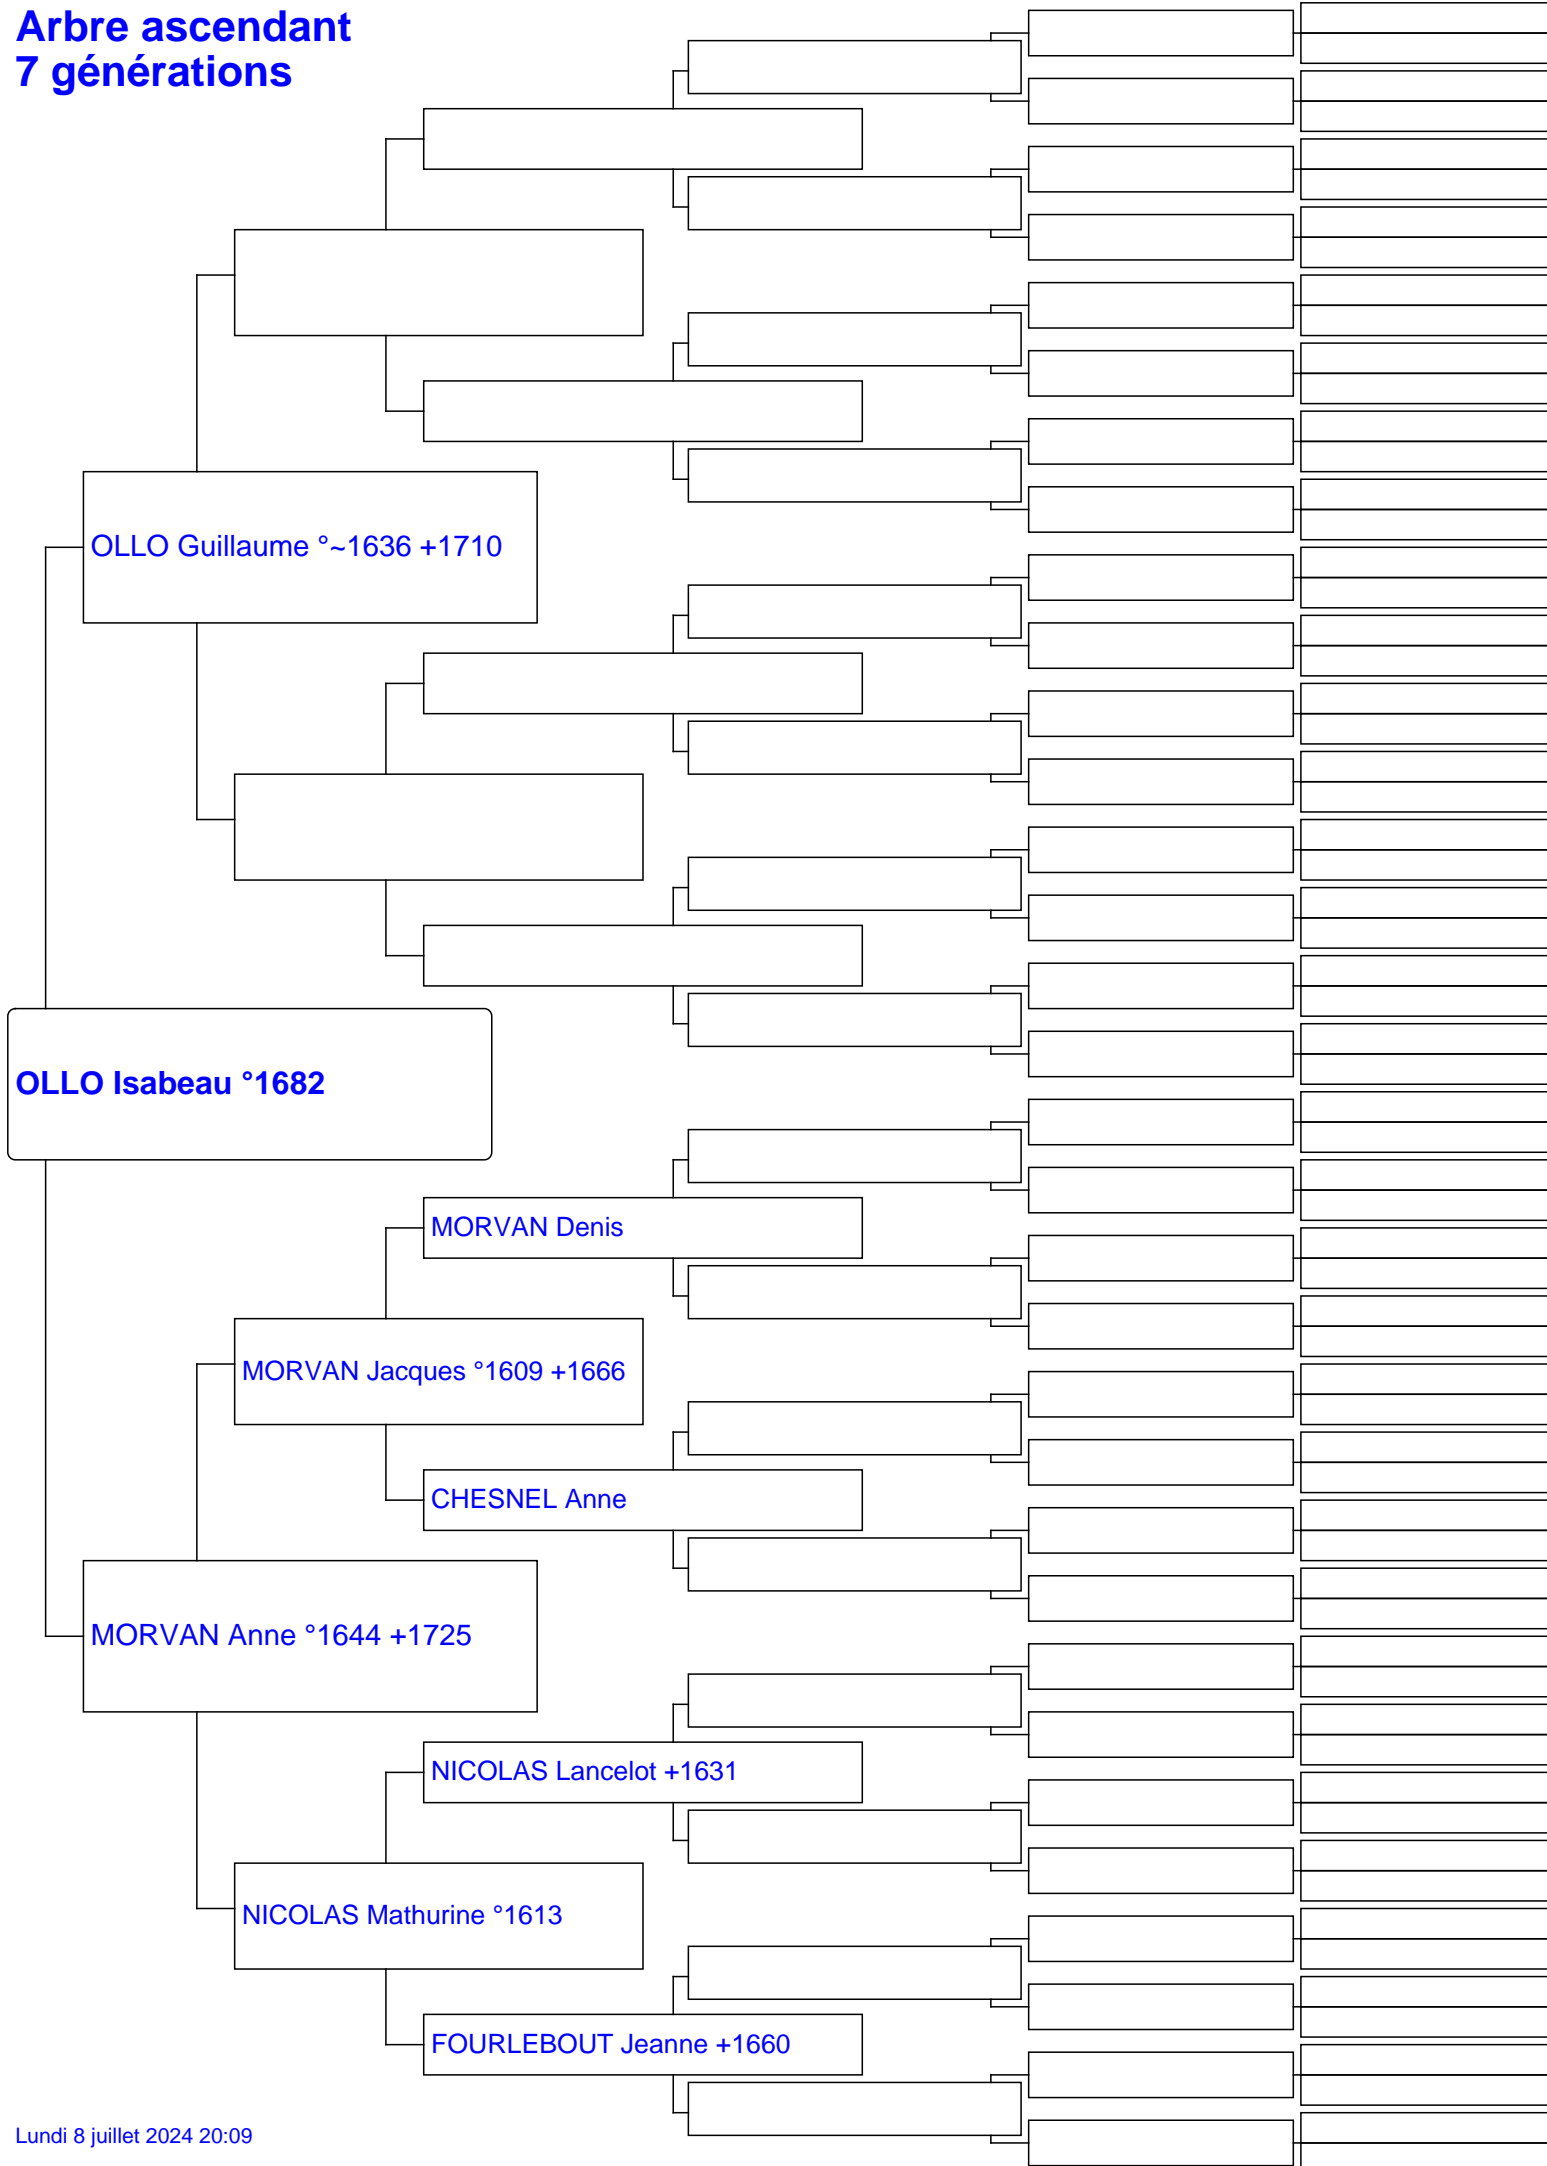 Arbre ascendant
7 générations
OLLO Guillaume °~1636 +1710
OLLO Isabeau °1682
MORVAN Denis
MORVAN Jacques °1609 +1666
CHESNEL Anne
MORVAN Anne °1644 +1725
NICOLAS Lancelot +1631
NICOLAS Mathurine °1613
FOURLEBOUT Jeanne +1660
Lundi 8 juillet 2024 20:09